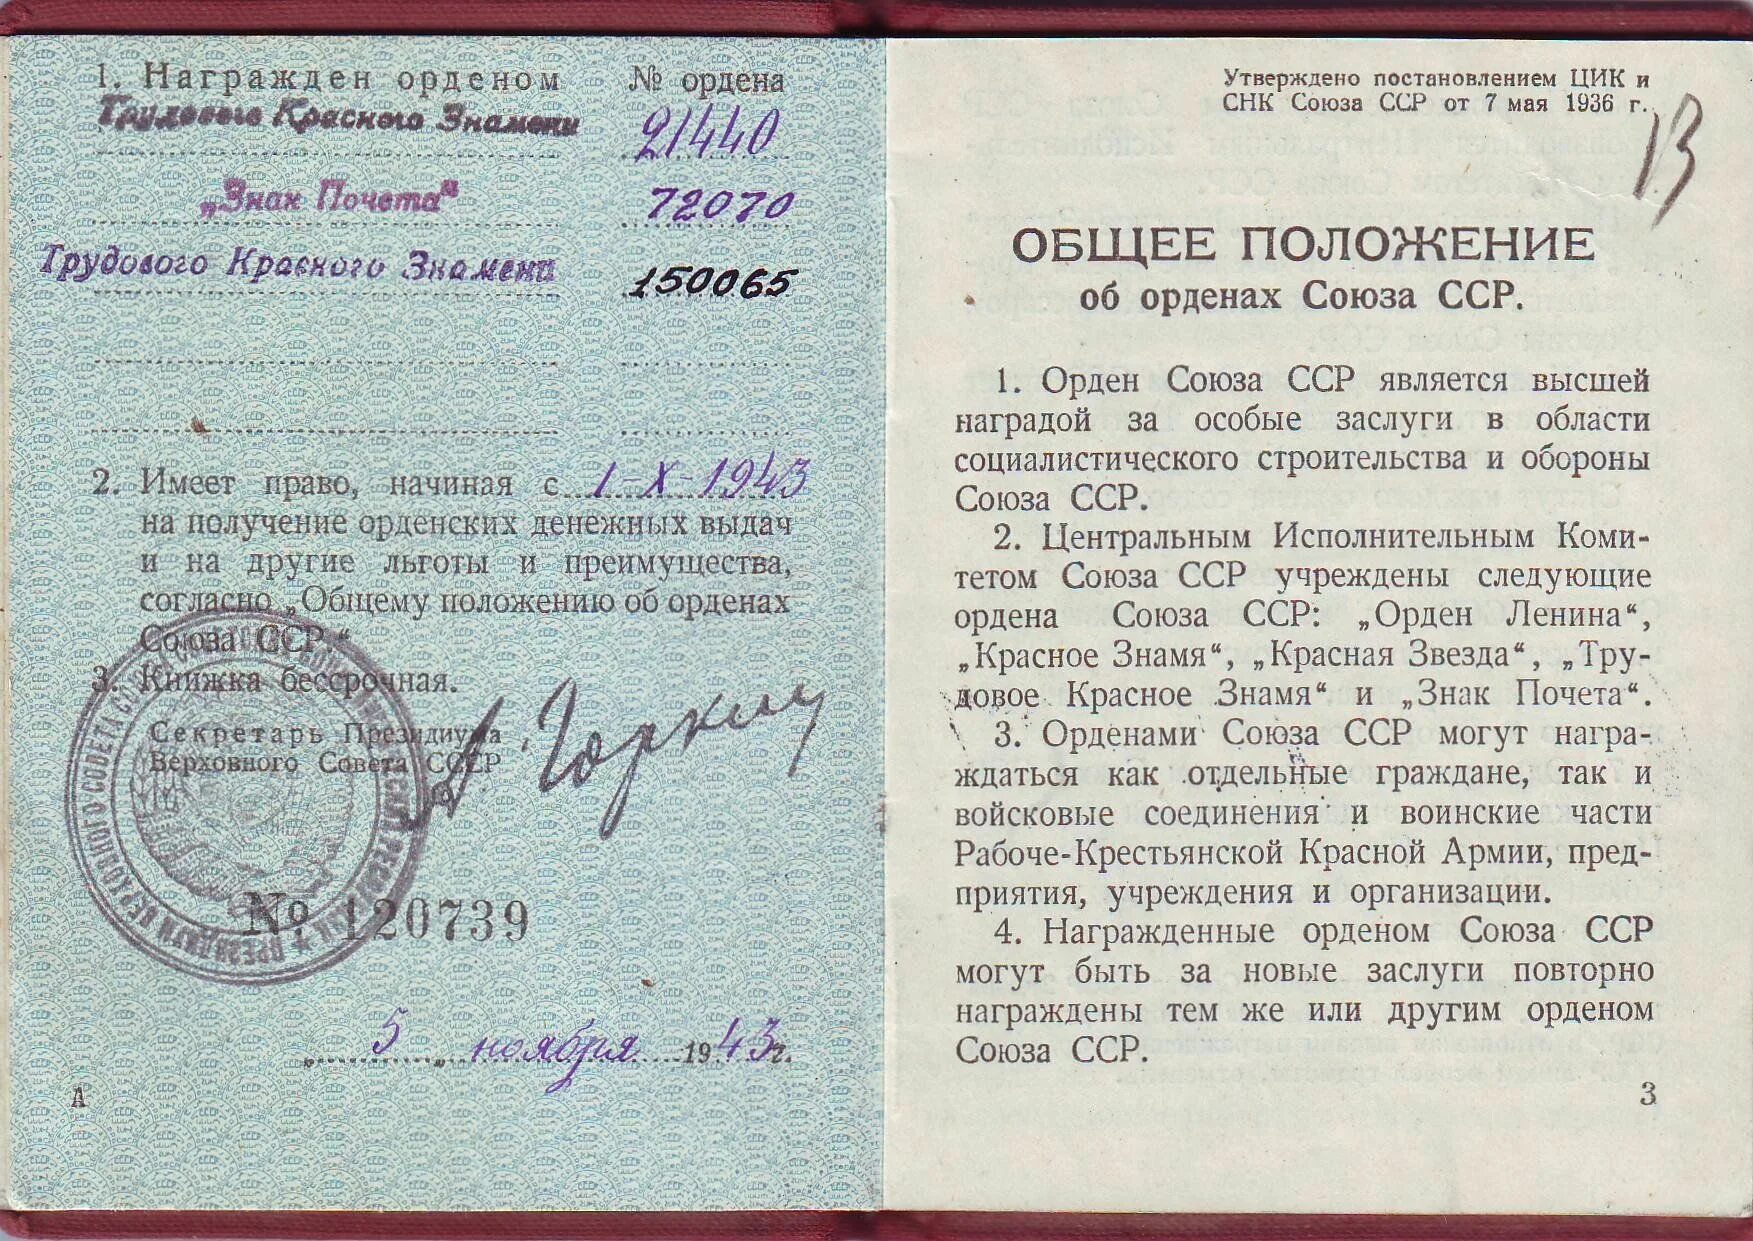 1. Награжден орденом № ордена
Трудового Красного Знамени 21440
„Знак Почета“ 72070
Трудового Красного Знамени 150065
2. Имеет право, начиная с 1-X-1943
на получение орденских денежных выдач
и на другие льготы и преимущества,
согласно „Общему положению об орденах
Союза ССР.“
3. Книжка бессрочная.
Секретарь Президиума
Верховного Совета СССР
А Горкин
№ 120739
„ 5 „ ноября 1943 г.
А
Утверждено постановлением ЦИК и
СНК Союза ССР от 7 мая 1936 г.
13
ОБЩЕЕ ПОЛОЖЕНИЕ
об орденах Союза ССР.
1. Орден Союза ССР является высшей
наградой за особые заслуги в области
социалистического строительства и обороны
Союза ССР.
2. Центральным Исполнительным Коми-
тетом Союза ССР учреждены следующие
ордена Союза ССР: „Орден Ленина“,
„Красное Знамя“, „Красная Звезда“, „Тру-
довое Красное Знамя“ и „Знак Почета“.
3. Орденами Союза ССР могут награ-
ждаться как отдельные граждане, так и
войсковые соединения и воинские части
Рабоче-Крестьянской Красной Армии, пред-
приятия, учреждения и организации.
4. Награжденные орденом Союза ССР
могут быть за новые заслуги повторно
награждены тем же или другим орденом
Союза ССР.
3